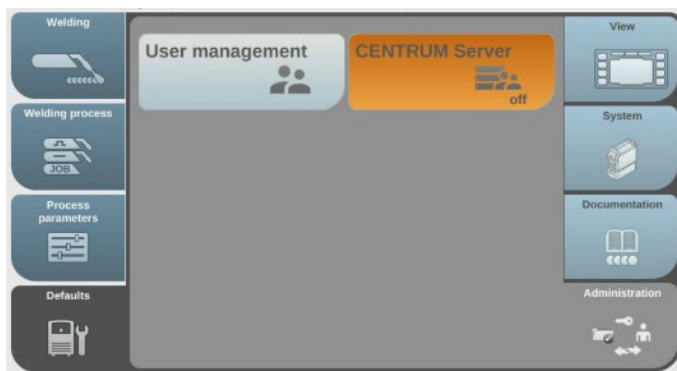 Welding
Welding process
JOB
Process
parameters
Defaults
User management
CENTRUM Server
off
View
System
Documentation
Administration